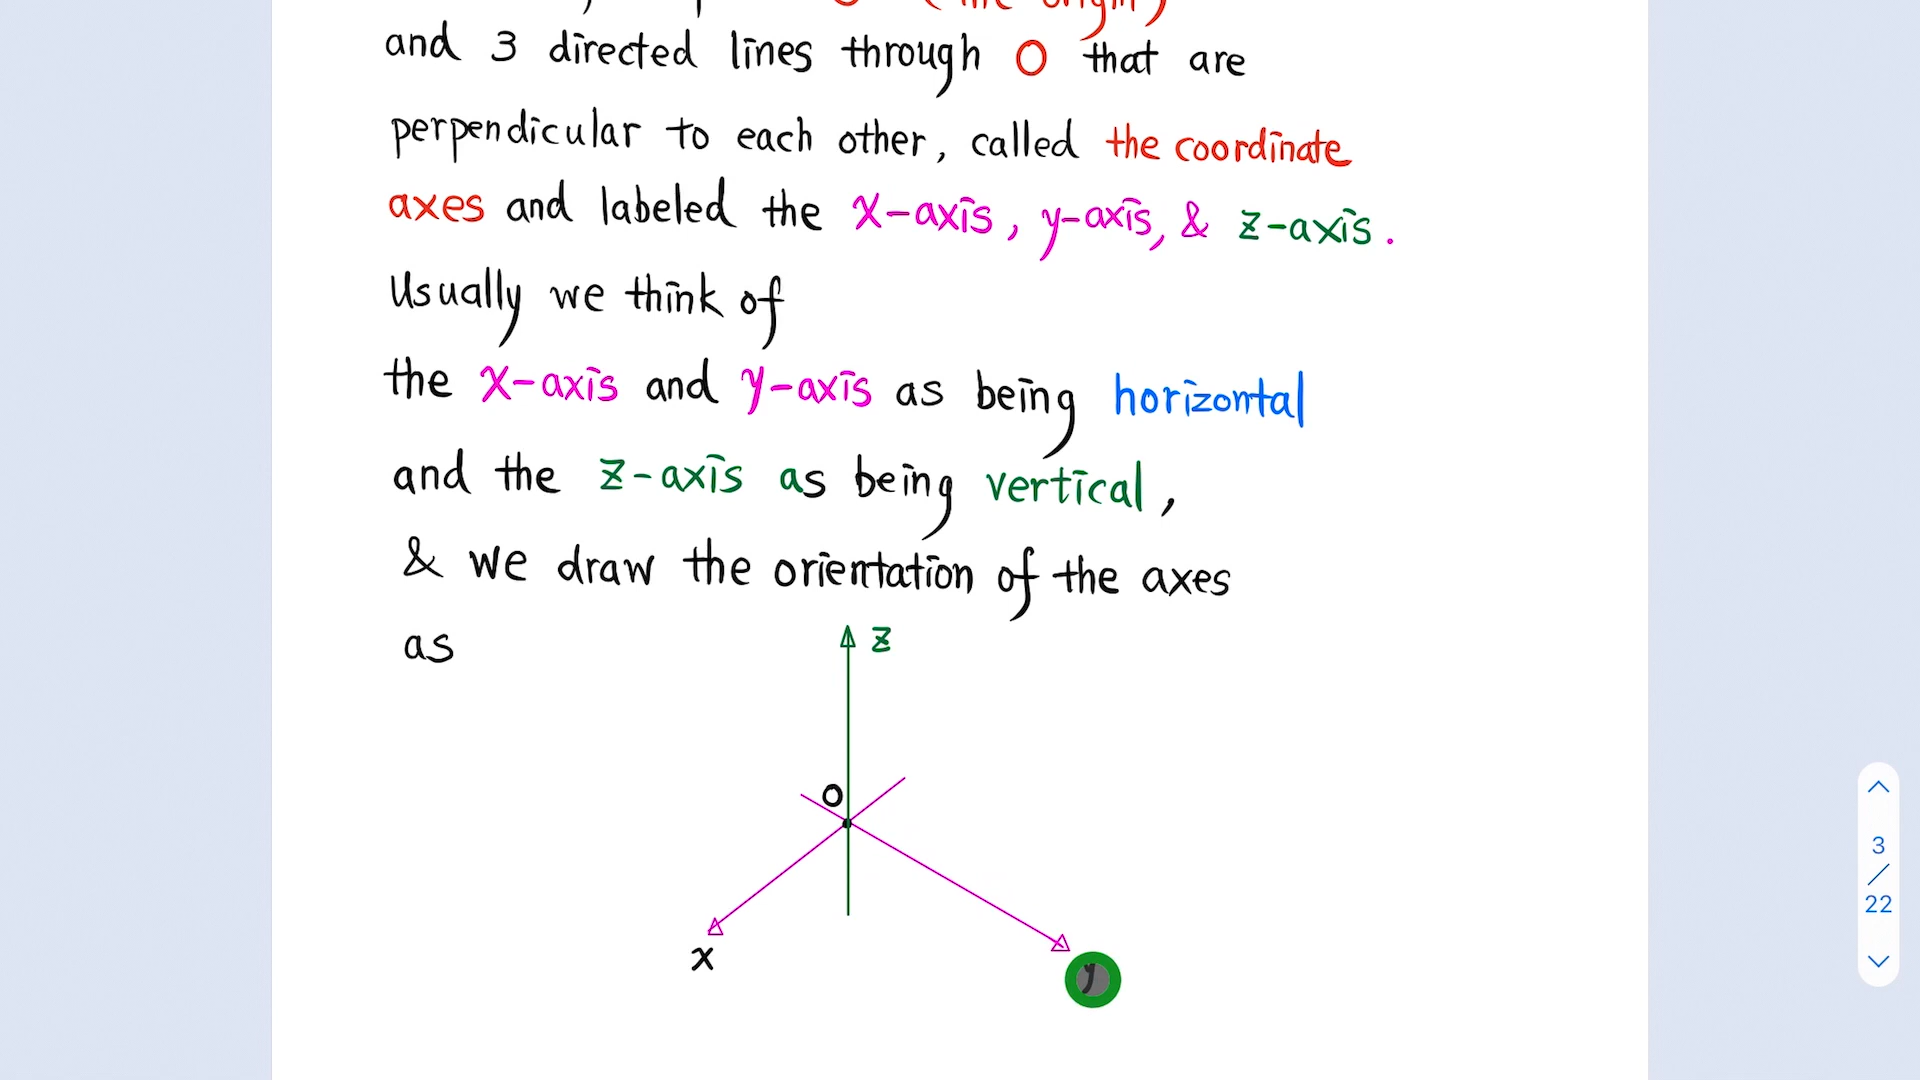 (the origin)
and 3 directed lines through O that are
perpendicular to each other, called the coordinate
axes and labeled the x-axis, y-axis, & z-axis.
Usually we think of
the x-axis and y-axis as being horizontal
and the z-axis as being vertical,
& we draw the orientation of the axes
as
z
O
x
y
3
/
22